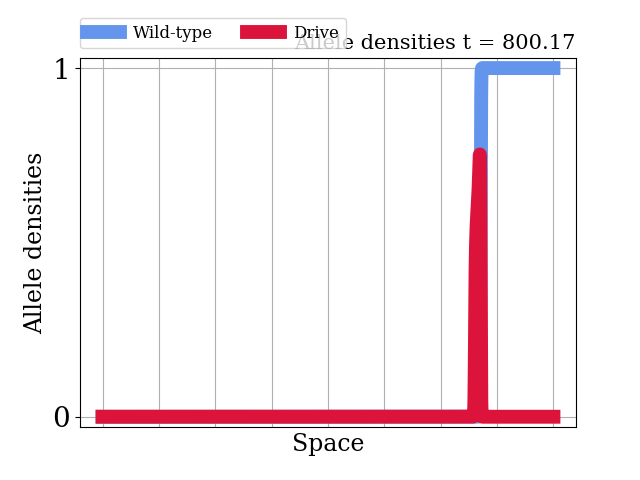 Wild-type Drive
Allele densities t = 800.17
1
Allele densities
0
Space